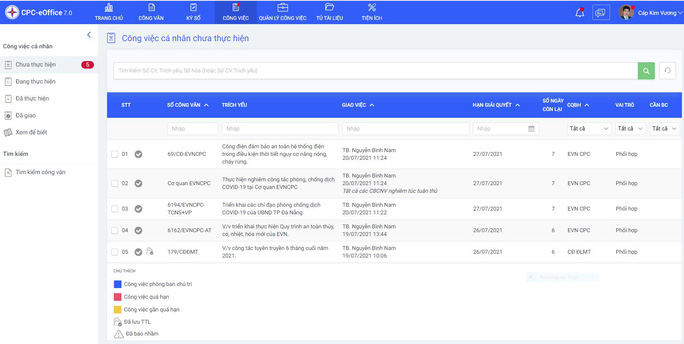 CPC-eOffice 7.0
TRANG CHỦ
CÔNG VĂN
KÝ SỐ
CÔNG VIỆC
QUẢN LÝ CÔNG VIỆC
TỦ TÀI LIỆU
TIỆN ÍCH
Cáp Kim Vương
Công việc cá nhân
Chưa thực hiện 5
Đang thực hiện
Đã thực hiện
Đã giao
Xem để biết
Tìm kiếm
Tìm kiếm công văn
Công việc cá nhân chưa thực hiện
Tìm kiếm Số CV, Trích yếu, Số hoá (hoặc Số CV;Trích yếu)
STT SỐ CÔNG VĂN TRÍCH YẾU GIAO VIỆC HẠN GIẢI QUYẾT SỐ NGÀY CÒN LẠI CQBH VAI TRÒ CẦN BC
Nhập Nhập Nhập Nhập Tất cả Tất cả Tất cả
01 69/CĐ-EVNCPC Công điện đảm bảo an toàn hệ thống điện TB. Nguyễn Bình Nam 27/07/2021 7 EVN CPC Phối hợp
trong điều kiện thời tiết nguy cơ nắng nóng, 20/07/2021 11:24
cháy rừng.
02 Cơ quan EVNCPC Thực hiện nghiêm công tác phòng, chống dịch TB. Nguyễn Bình Nam 27/07/2021 7 EVN CPC Phối hợp
COVID-19 tại Cơ quan EVNCPC 20/07/2021 11:24
Tất cả các CBCNV nghiêm túc tuân thủ
03 6194/EVNCPC-TCNS+VP Triển khai các chỉ đạo phòng chống dịch TB. Nguyễn Bình Nam 27/07/2021 7 EVN CPC Phối hợp
COVID-19 của UBND TP Đà Nẵng. 20/07/2021 11:22
04 6162/EVNCPC-AT V/v triển khai thực hiện Quy trình an toàn thủy, TB. Nguyễn Bình Nam 26/07/2021 6 EVN CPC Phối hợp
cơ, nhiệt, hóa mới của EVN. 19/07/2021 13:44
05 179/CĐĐMT V/v công tác tuyên truyền 6 tháng cuối năm TB. Nguyễn Bình Nam 26/07/2021 6 CĐ ĐLMT Phối hợp
2021. 19/07/2021 10:06
CHÚ THÍCH
Công việc phòng ban chủ trì
Công việc quá hạn
Công việc gần quá hạn
Đã lưu TTL
Đã báo nhầm